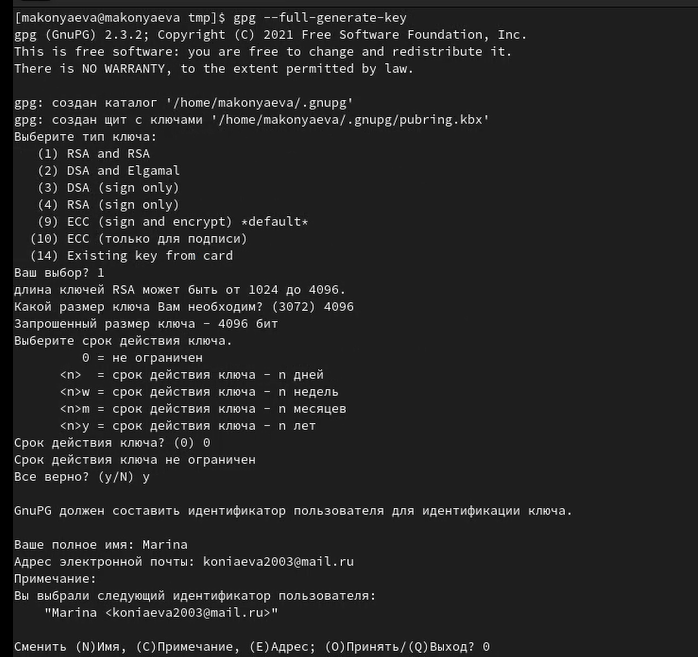 [makonyaeva@makonyaeva tmp]$ gpg --full-generate-key
gpg (GnuPG) 2.3.2; Copyright (C) 2021 Free Software Foundation, Inc.
This is free software: you are free to change and redistribute it.
There is NO WARRANTY, to the extent permitted by law.

gpg: создан каталог '/home/makonyaeva/.gnupg'
gpg: создан щит с ключами '/home/makonyaeva/.gnupg/pubring.kbx'
Выберите тип ключа:
   (1) RSA and RSA
   (2) DSA and Elgamal
   (3) DSA (sign only)
   (4) RSA (sign only)
   (9) ECC (sign and encrypt) *default*
  (10) ECC (только для подписи)
  (14) Existing key from card
Ваш выбор? 1
длина ключей RSA может быть от 1024 до 4096.
Какой размер ключа Вам необходим? (3072) 4096
Запрошенный размер ключа - 4096 бит
Выберите срок действия ключа.
         0 = не ограничен
      <n>  = срок действия ключа - n дней
      <n>w = срок действия ключа - n недель
      <n>m = срок действия ключа - n месяцев
      <n>y = срок действия ключа - n лет
Срок действия ключа? (0) 0
Срок действия ключа не ограничен
Все верно? (y/N) y

GnuPG должен составить идентификатор пользователя для идентификации ключа.

Ваше полное имя: Marina
Адрес электронной почты: koniaeva2003@mail.ru
Примечание:
Вы выбрали следующий идентификатор пользователя:
    "Marina <koniaeva2003@mail.ru>"

Сменить (N)Имя, (C)Примечание, (E)Адрес; (O)Принять/(Q)Выход? 0